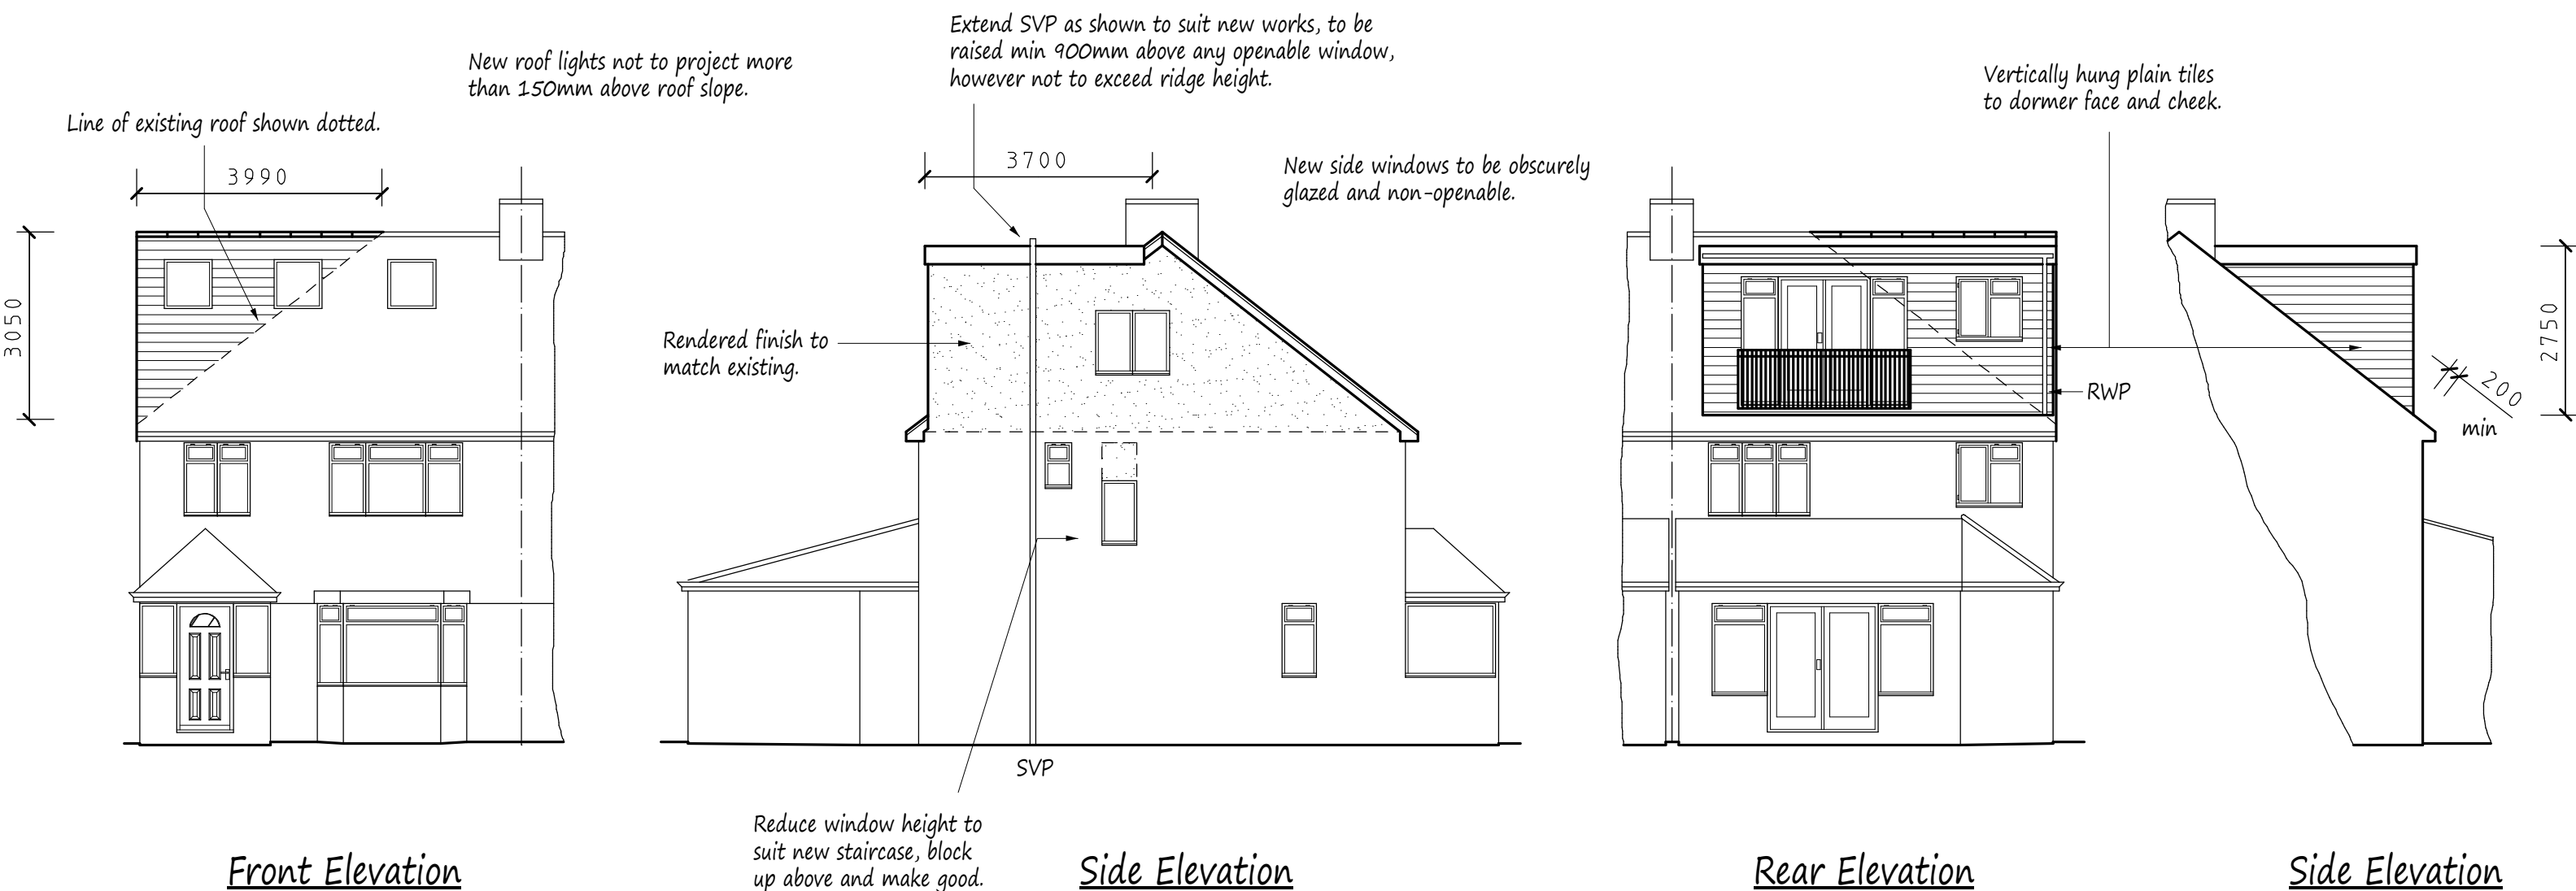 Extend SVP as shown to suit new works, to be
raised min 900mm above any openable window,
however not to exceed ridge height.
New roof lights not to project more
than 150mm above roof slope.
Vertically hung plain tiles
to dormer face and cheek.
Line of existing roof shown dotted.
3990
3700
New side windows to be obscurely
glazed and non-openable.
3050
Rendered finish to
match existing.
2750
RWP
200
min
SVP
Reduce window height to
suit new staircase, block
up above and make good.
Front Elevation
Side Elevation
Rear Elevation
Side Elevation